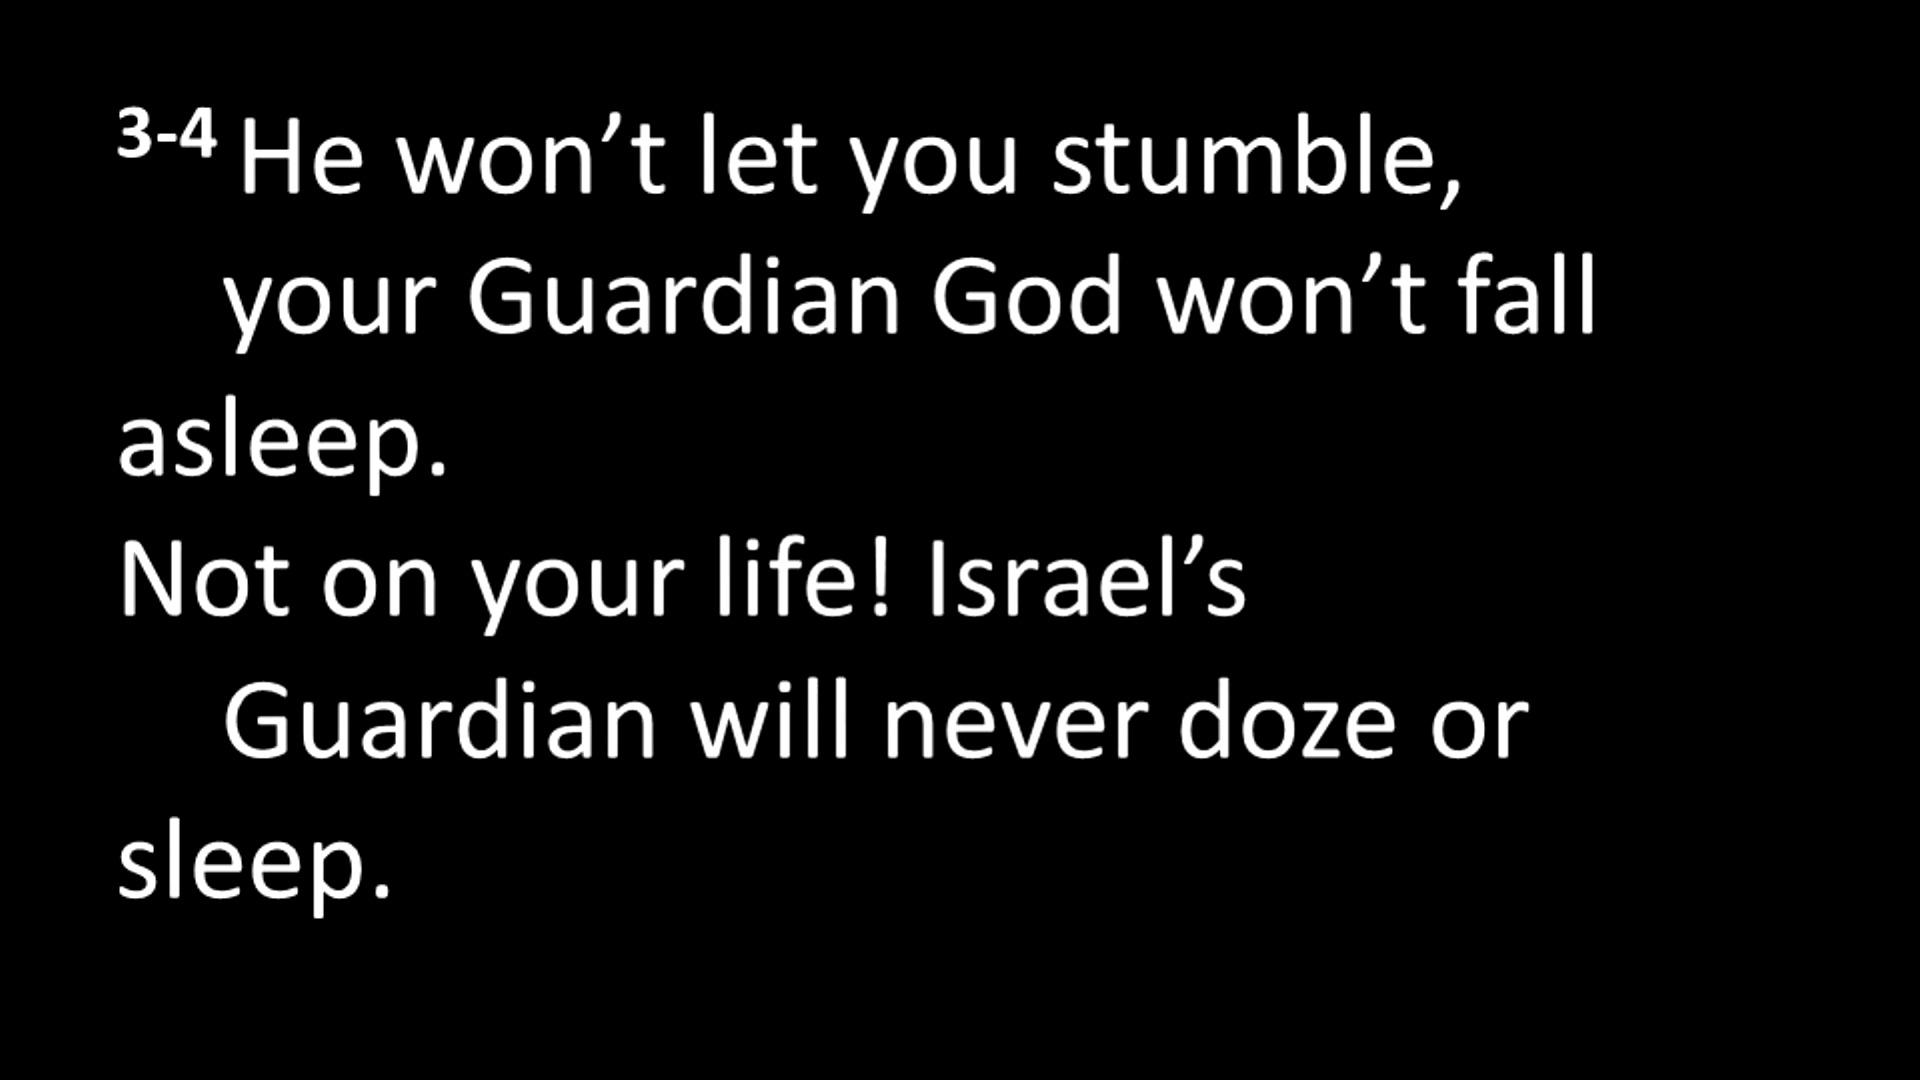 3-4 He won’t let you stumble,
your Guardian God won’t fall
asleep.
Not on your life! Israel’s
Guardian will never doze or
sleep.